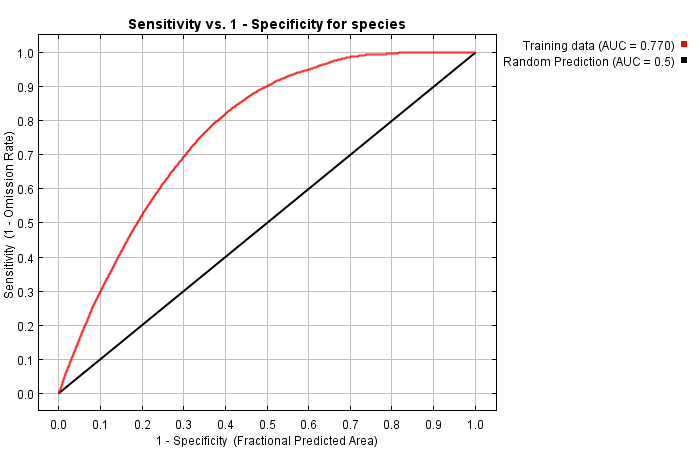 Sensitivity vs. 1 - Specificity for species
Training data (AUC = 0.770)
Random Prediction (AUC = 0.5)
Sensitivity (1 - Omission Rate)
1.0
0.9
0.8
0.7
0.6
0.5
0.4
0.3
0.2
0.1
0.0
0.0 0.1 0.2 0.3 0.4 0.5 0.6 0.7 0.8 0.9 1.0
1 - Specificity (Fractional Predicted Area)